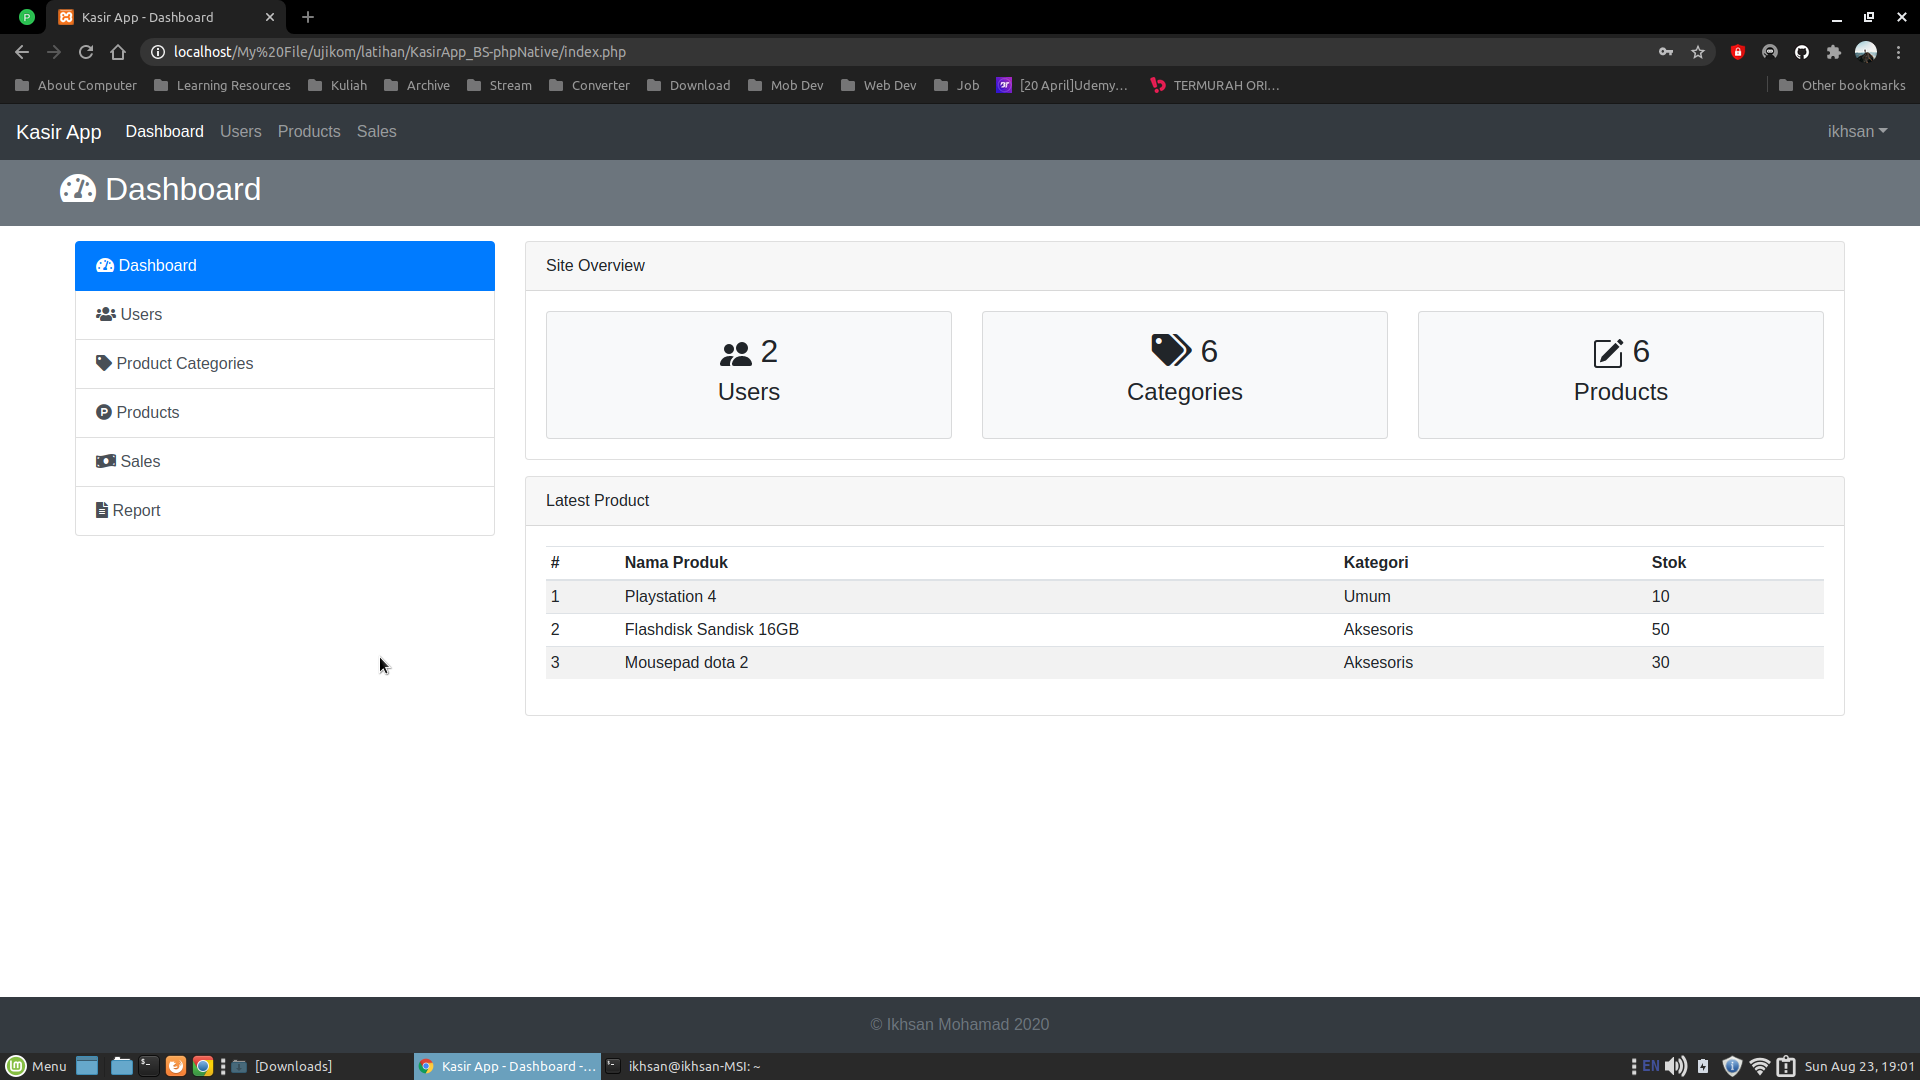 Kasir App - Dashboard
localhost/My%20File/ujikom/latihan/KasirApp_BS-phpNative/index.php
About Computer Learning Resources Kuliah Archive Stream Converter Download Mob Dev Web Dev Job [20 April]Udemy… TERMURAH ORI… Other bookmarks
Kasir App Dashboard Users Products Sales ikhsan
Dashboard
Dashboard
Users
Product Categories
Products
Sales
Report
Site Overview
2
Users
6
Categories
6
Products
Latest Product
# Nama Produk Kategori Stok
1 Playstation 4 Umum 10
2 Flashdisk Sandisk 16GB Aksesoris 50
3 Mousepad dota 2 Aksesoris 30
© Ikhsan Mohamad 2020
Menu [Downloads] Kasir App - Dashboard -… ikhsan@ikhsan-MSI: ~ EN Sun Aug 23, 19:01